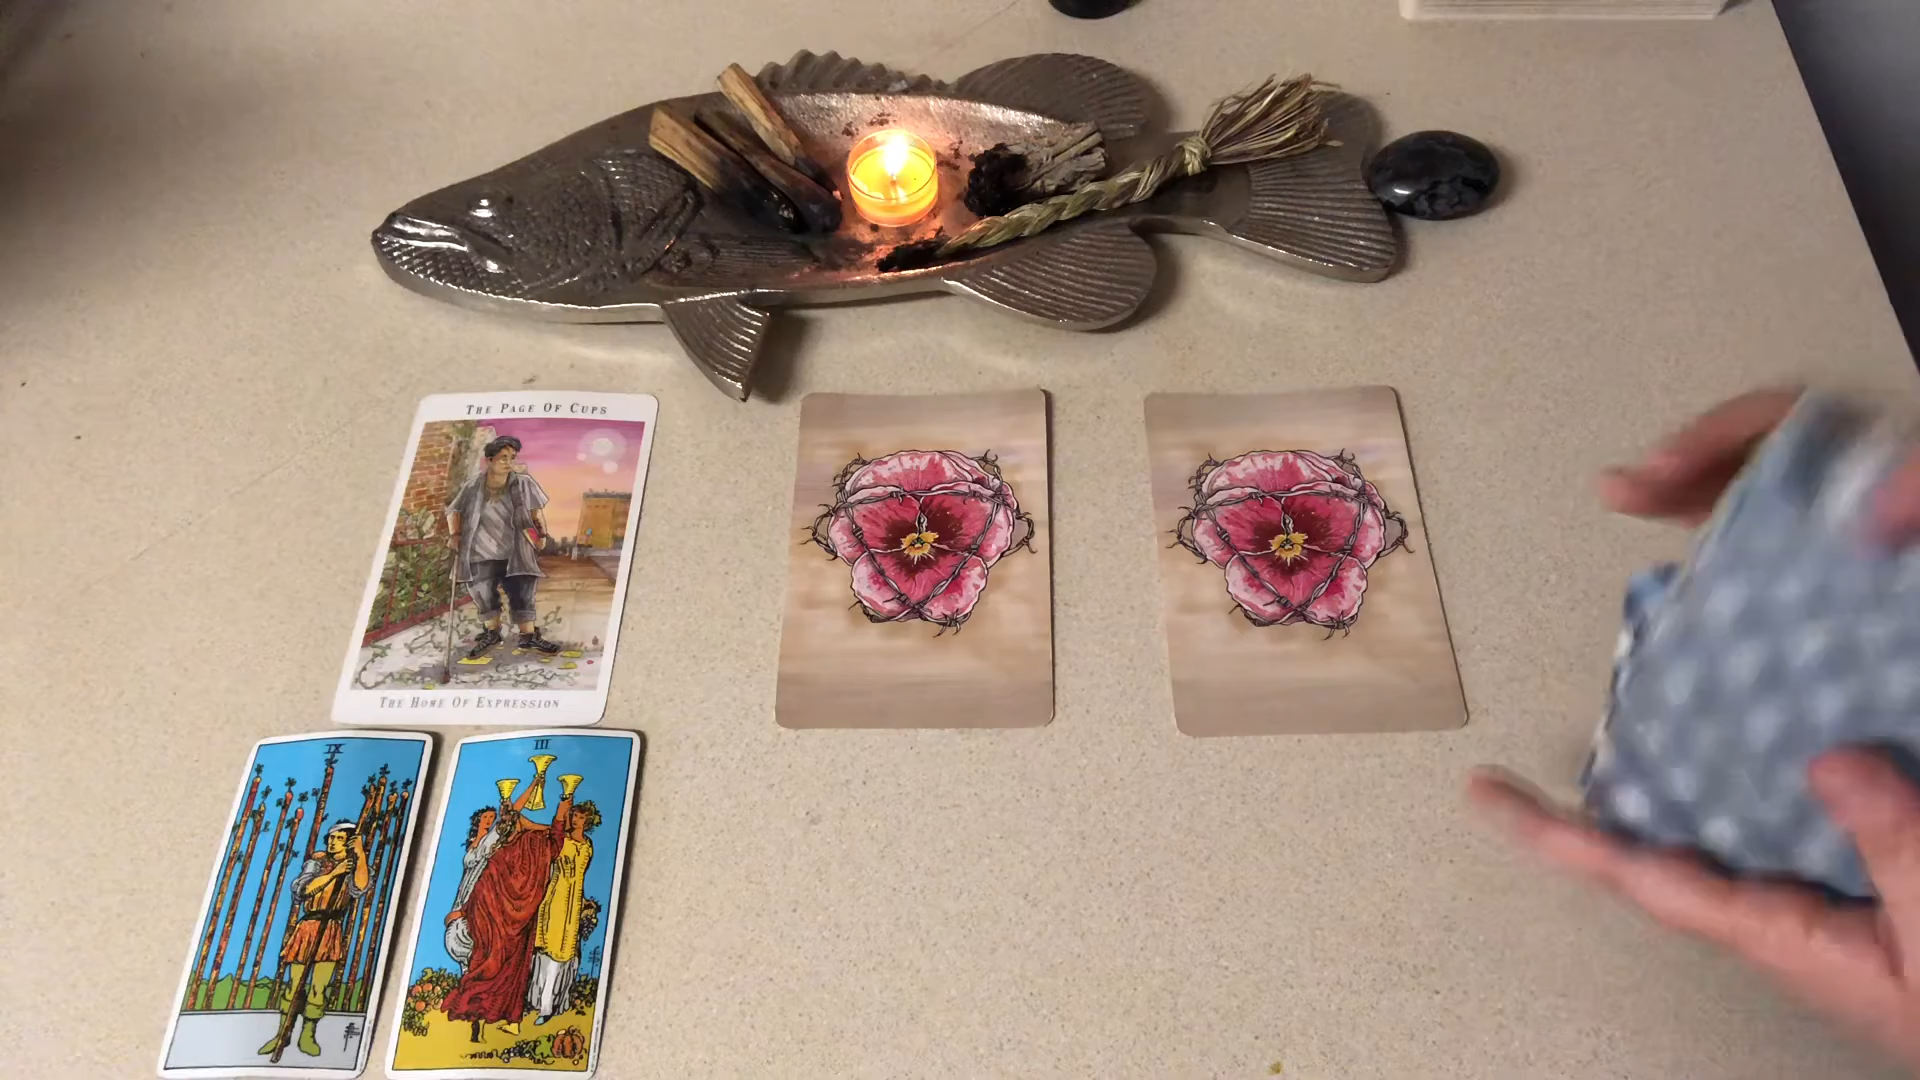 THE PAGE OF CUPS
THE HOME OF EXPRESSION
IX
III